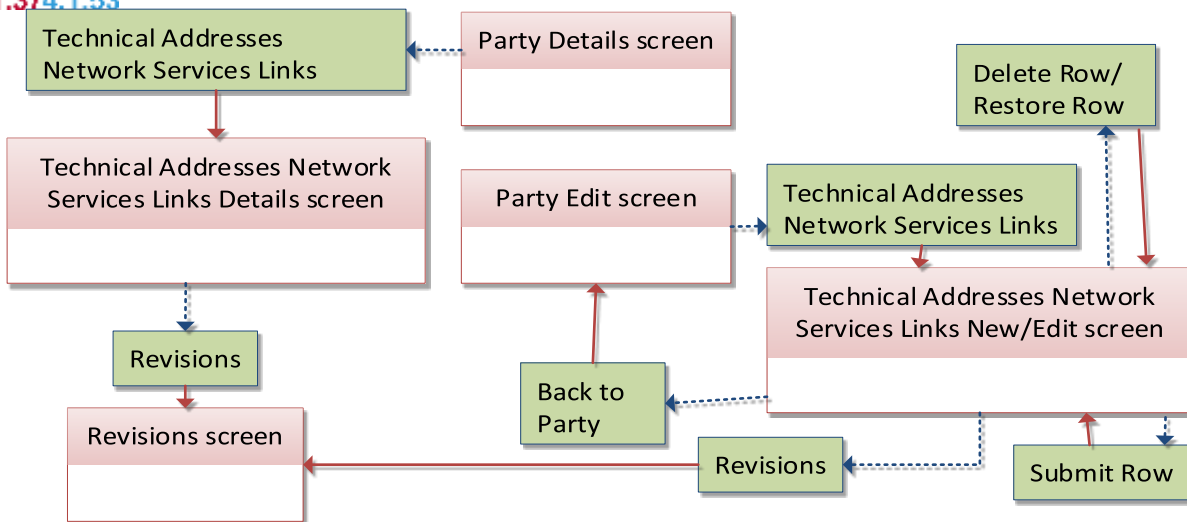 Technical Addresses
Network Services Links
Party Details screen
Delete Row/
Restore Row
Technical Addresses Network
Services Links Details screen
Party Edit screen
Technical Addresses
Network Services Links
Technical Addresses Network
Services Links New/Edit screen
Revisions
Back to
Party
Revisions screen
Revisions
Submit Row